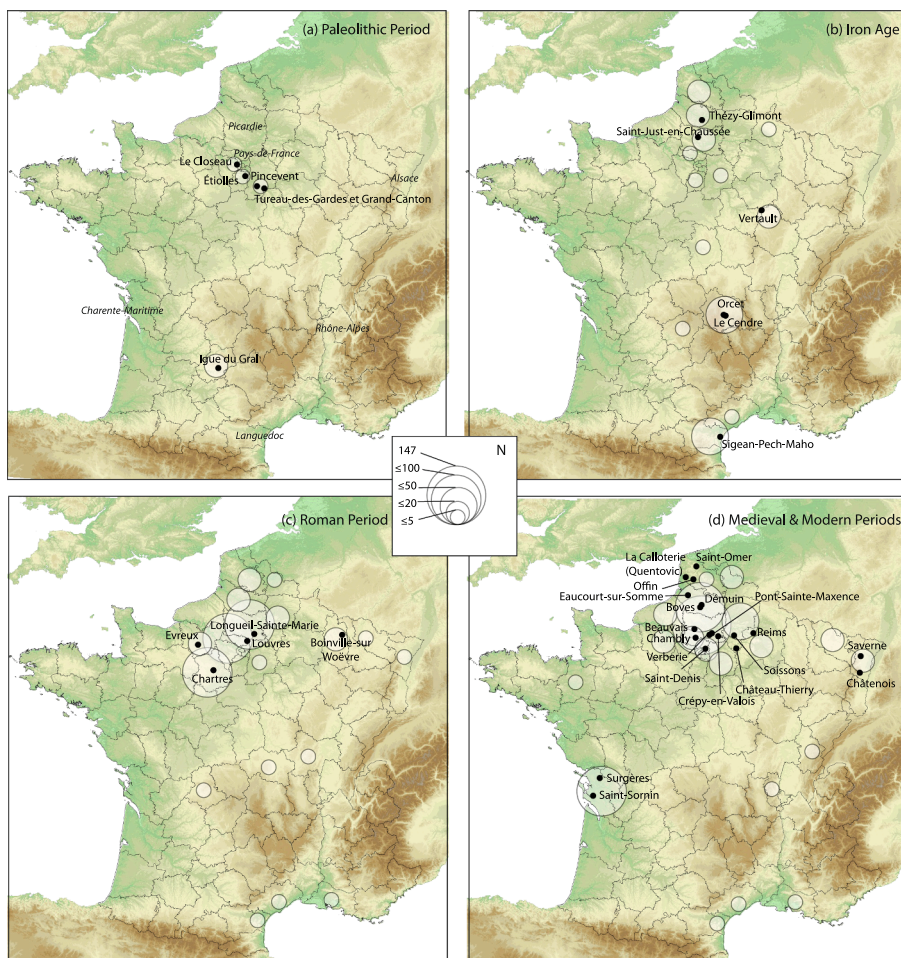 (a) Paleolithic Period
Picardie
Pays-de-France
Le Closeau
Étiolles
Pincevent
Alsace
Tureau-des-Gardes et Grand-Canton
Charente-Maritime
Rhône-Alpes
Igue du Gral
Languedoc
(b) Iron Age
Thézy-Glimont
Saint-Just-en-Chaussée
Vertault
Orcet
Le Cendre
Sigean-Pech-Maho
N
147
≤100
≤50
≤20
≤5
(c) Roman Period
Longueil-Sainte-Marie
Evreux
Louvres
Boinville-sur
Woëvre
Chartres
(d) Medieval & Modern Periods
La Calloterie
(Quentovic)
Saint-Omer
Offin
Eaucourt-sur-Somme
Démuin
Pont-Sainte-Maxence
Boves
Beauvais
Chambly
Reims
Verberie
Saverne
Saint-Denis
Soissons
Châtenois
Château-Thierry
Crépy-en-Valois
Surgères
Saint-Sornin